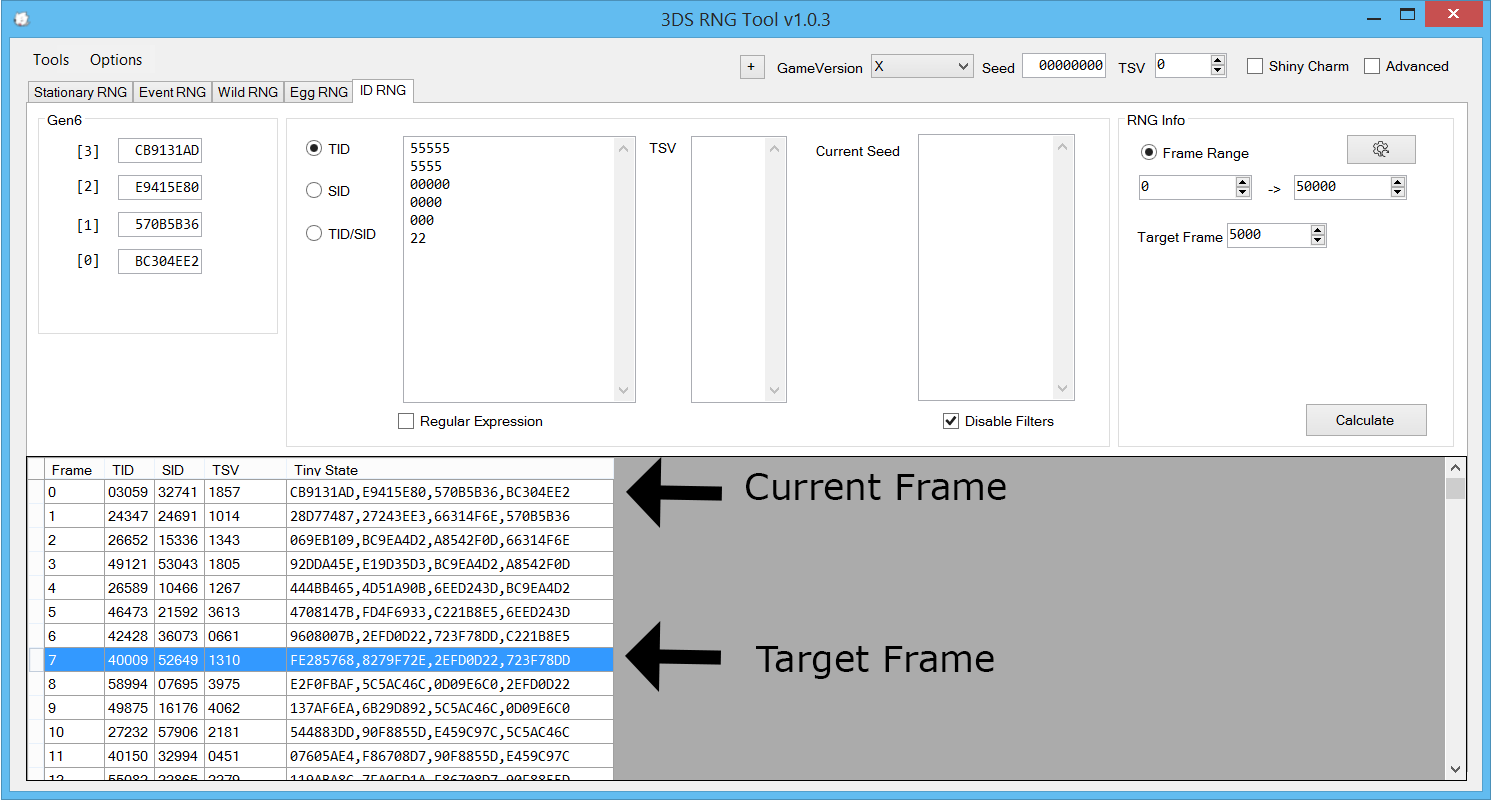 3DS RNG Tool v1.0.3
Tools Options
+ GameVersion X Seed 00000000 TSV 0 Shiny Charm Advanced
Stationary RNG Event RNG Wild RNG Egg RNG ID RNG
Gen6
[3] CB9131AD
[2] E9415E80
[1] 570B5B36
[0] BC304EE2
TID
SID
TID/SID
55555
5555
00000
0000
000
22
Regular Expression
TSV
Current Seed
Disable Filters
RNG Info
Frame Range
0 -> 50000
Target Frame 5000
Calculate
Frame TID SID TSV Tiny State
0 03059 32741 1857 CB9131AD,E9415E80,570B5B36,BC304EE2
1 24347 24691 1014 28D77487,27243EE3,66314F6E,570B5B36
2 26652 15336 1343 069EB109,BC9EA4D2,A8542F0D,66314F6E
3 49121 53043 1805 92DDA45E,E19D35D3,BC9EA4D2,A8542F0D
4 26589 10466 1267 444BB465,4D51A90B,6EED243D,BC9EA4D2
5 46473 21592 3613 4708147B,FD4F6933,C221B8E5,6EED243D
6 42428 36073 0661 9608007B,2EFD0D22,723F78DD,C221B8E5
7 40009 52649 1310 FE285768,8279F72E,2EFD0D22,723F78DD
8 58994 07695 3975 E2F0FBAF,5C5AC46C,0D09E6C0,2EFD0D22
9 49875 16176 4062 137AF6EA,6B29D892,5C5AC46C,0D09E6C0
10 27232 57906 2181 544883DD,90F8855D,E459C97C,5C5AC46C
11 40150 32994 0451 07605AE4,F86708D7,90F8855D,E459C97C
Current Frame
Target Frame